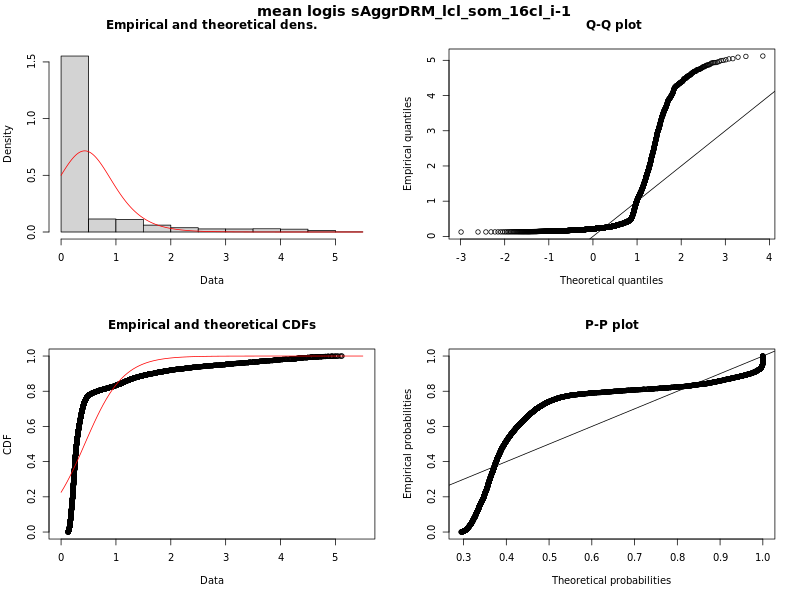 mean logis sAggrDRM_lcl_som_16cl_i-1
Empirical and theoretical dens.
Density
0.0 0.5 1.0 1.5
0 1 2 3 4 5
Data
Q-Q plot
Empirical quantiles
0 1 2 3 4 5
-3 -2 -1 0 1 2 3 4
Theoretical quantiles
Empirical and theoretical CDFs
CDF
0.0 0.2 0.4 0.6 0.8 1.0
0 1 2 3 4 5
Data
P-P plot
Empirical probabilities
0.0 0.2 0.4 0.6 0.8 1.0
0.3 0.4 0.5 0.6 0.7 0.8 0.9 1.0
Theoretical probabilities